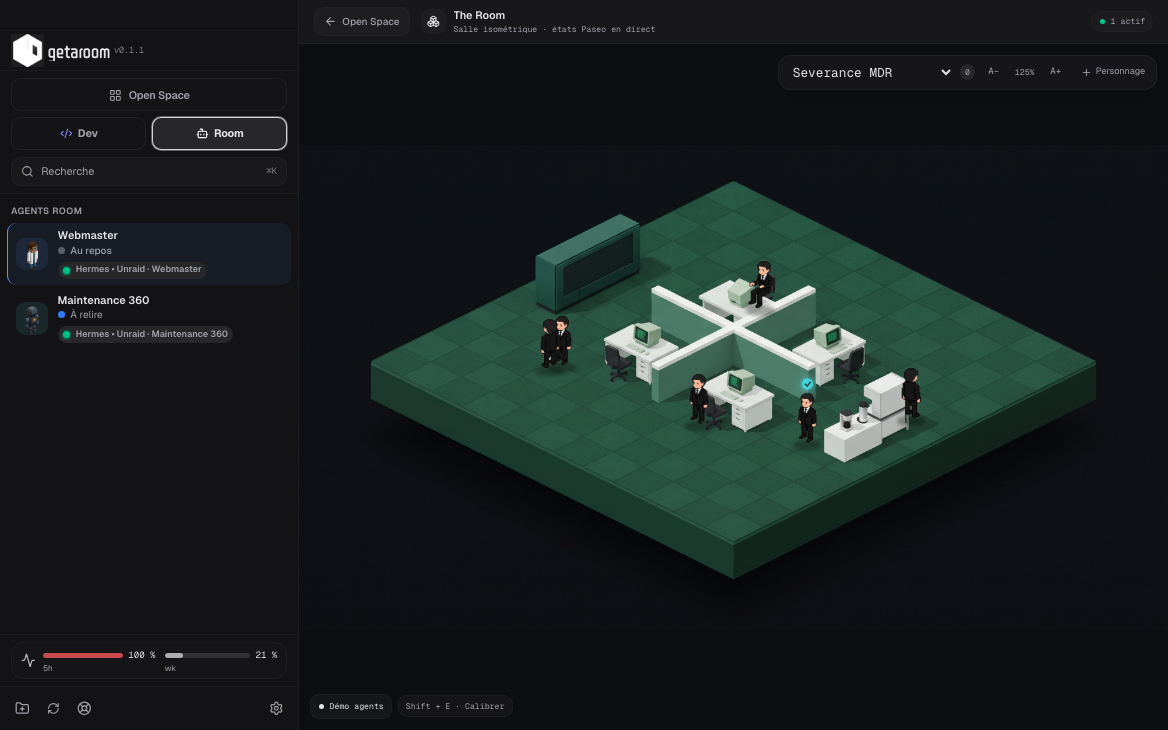 getaroom v0.1.1
Open Space
Dev
Room
Recherche ⌘K
AGENTS ROOM
Webmaster
Au repos
Hermes • Unraid · Webmaster
Maintenance 360
À relire
Hermes • Unraid · Maintenance 360
100 % 21 %
5h wk
Open Space
The Room
Salle isométrique · états Paseo en direct
1 actif
Severance MDR 0 A− 125% A+ + Personnage
Démo agents
Shift + E · Calibrer